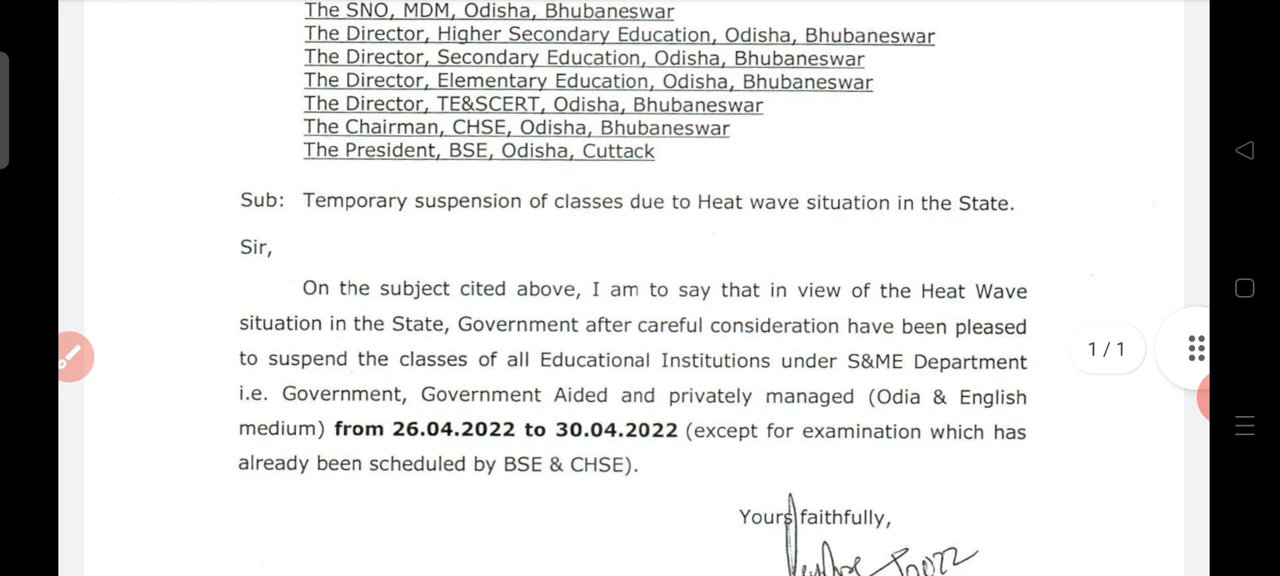 The SNO, MDM, Odisha, Bhubaneswar
The Director, Higher Secondary Education, Odisha, Bhubaneswar
The Director, Secondary Education, Odisha, Bhubaneswar
The Director, Elementary Education, Odisha, Bhubaneswar
The Director, TE&SCERT, Odisha, Bhubaneswar
The Chairman, CHSE, Odisha, Bhubaneswar
The President, BSE, Odisha, Cuttack
Sub: Temporary suspension of classes due to Heat wave situation in the State.
Sir,
On the subject cited above, I am to say that in view of the Heat Wave
situation in the State, Government after careful consideration have been pleased
to suspend the classes of all Educational Institutions under S&ME Department
i.e. Government, Government Aided and privately managed (Odia & English
medium) from 26.04.2022 to 30.04.2022 (except for examination which has
already been scheduled by BSE & CHSE).
Yours faithfully,
1 / 1